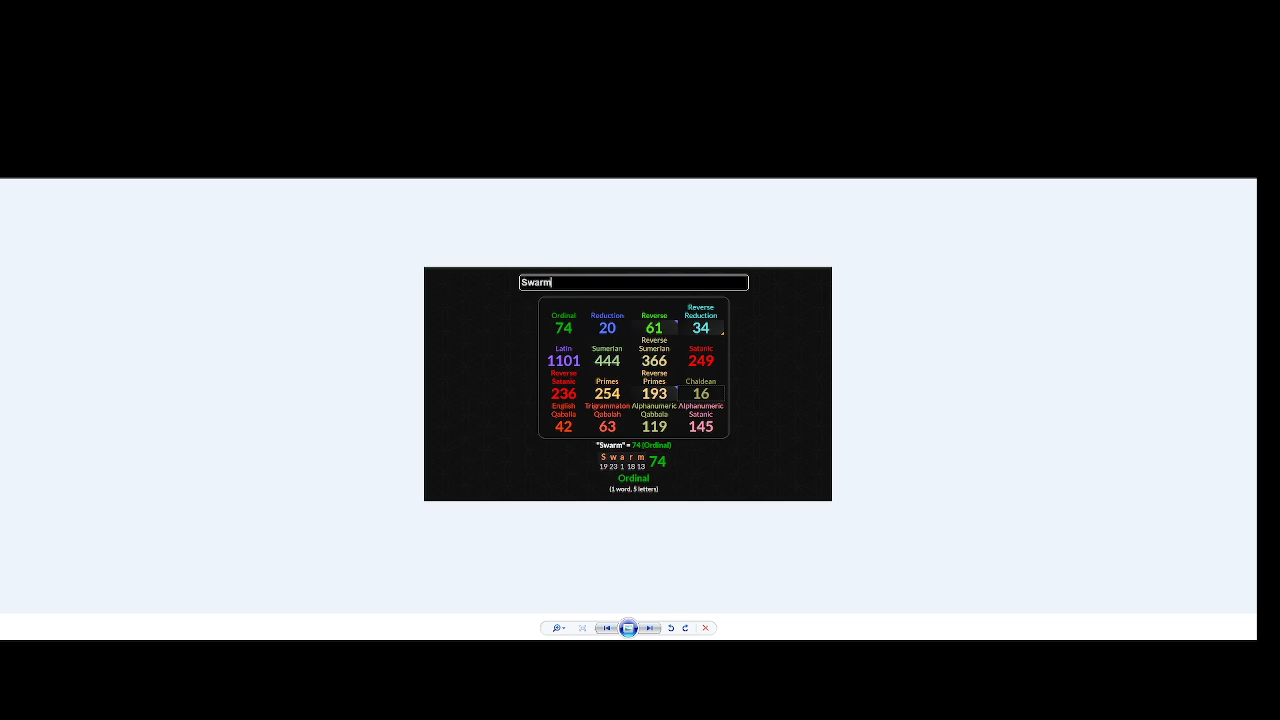 Swarm
Ordinal Reduction Reverse Reverse Reduction
74 20 61 34
Latin Sumerian Reverse Sumerian Satanic
1101 444 366 249
Reverse Satanic Primes Reverse Primes Chaldean
236 254 193 16
English Qaballa Trigrammaton Qabalah Alphanumeric Qabbala Alphanumeric Satanic
42 63 119 145
"Swarm" = 74 (Ordinal)
S w a r m 74
19 23 1 18 13
Ordinal
(1 word, 5 letters)